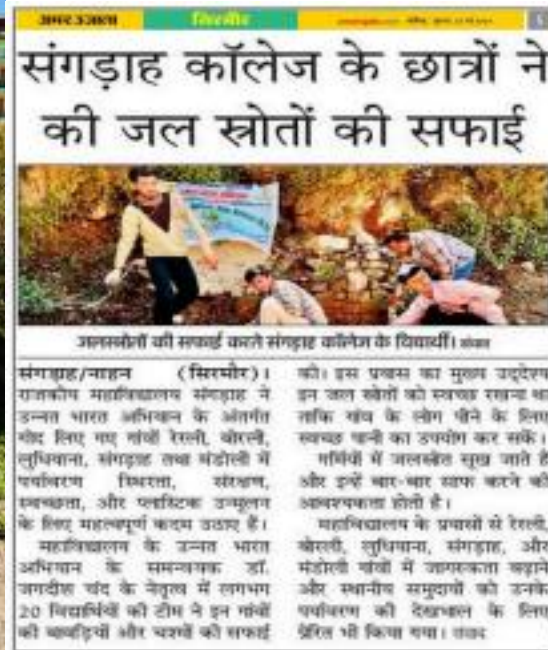 अमर उजाला
सिरमौर
संगड़ाह कॉलेज के छात्रों ने
की जल स्रोतों की सफाई
जलस्त्रोतों की सफाई करते संगड़ाह कॉलेज के विद्यार्थी। संवाद
संगड़ाह/नाहन (सिरमौर)।
राजकीय महाविद्यालय संगड़ाह ने
उन्नत भारत अभियान के अंतर्गत
गोद लिए गए गांवों रेरली, बोरली,
लुधियाना, संगड़ाह तथा मंडोली में
पर्यावरण स्थिरता, संरक्षण,
स्वच्छता, और प्लास्टिक उन्मूलन
के लिए महत्वपूर्ण कदम उठाए हैं।
महाविद्यालय के उन्नत भारत
अभियान के समन्वयक डॉ.
जगदीश चंद के नेतृत्व में लगभग
20 विद्यार्थियों की टीम ने इन गांवों
की बावड़ियों और चश्मों की सफाई
की। इस प्रयास का मुख्य उद्देश्य
इन जल स्रोतों को स्वच्छ रखना था
ताकि गांव के लोग पीने के लिए
स्वच्छ पानी का उपयोग कर सकें।
गर्मियों में जलस्त्रोत सूख जाते हैं
और इन्हें बार-बार साफ करने की
आवश्यकता होती है।
महाविद्यालय के प्रयासों से रेरली,
बोरली, लुधियाना, संगड़ाह, और
मंडोली गांवों में जागरूकता बढ़ाने
और स्थानीय समुदायों को उनके
पर्यावरण की देखभाल के लिए
प्रेरित भी किया गया। संवाद